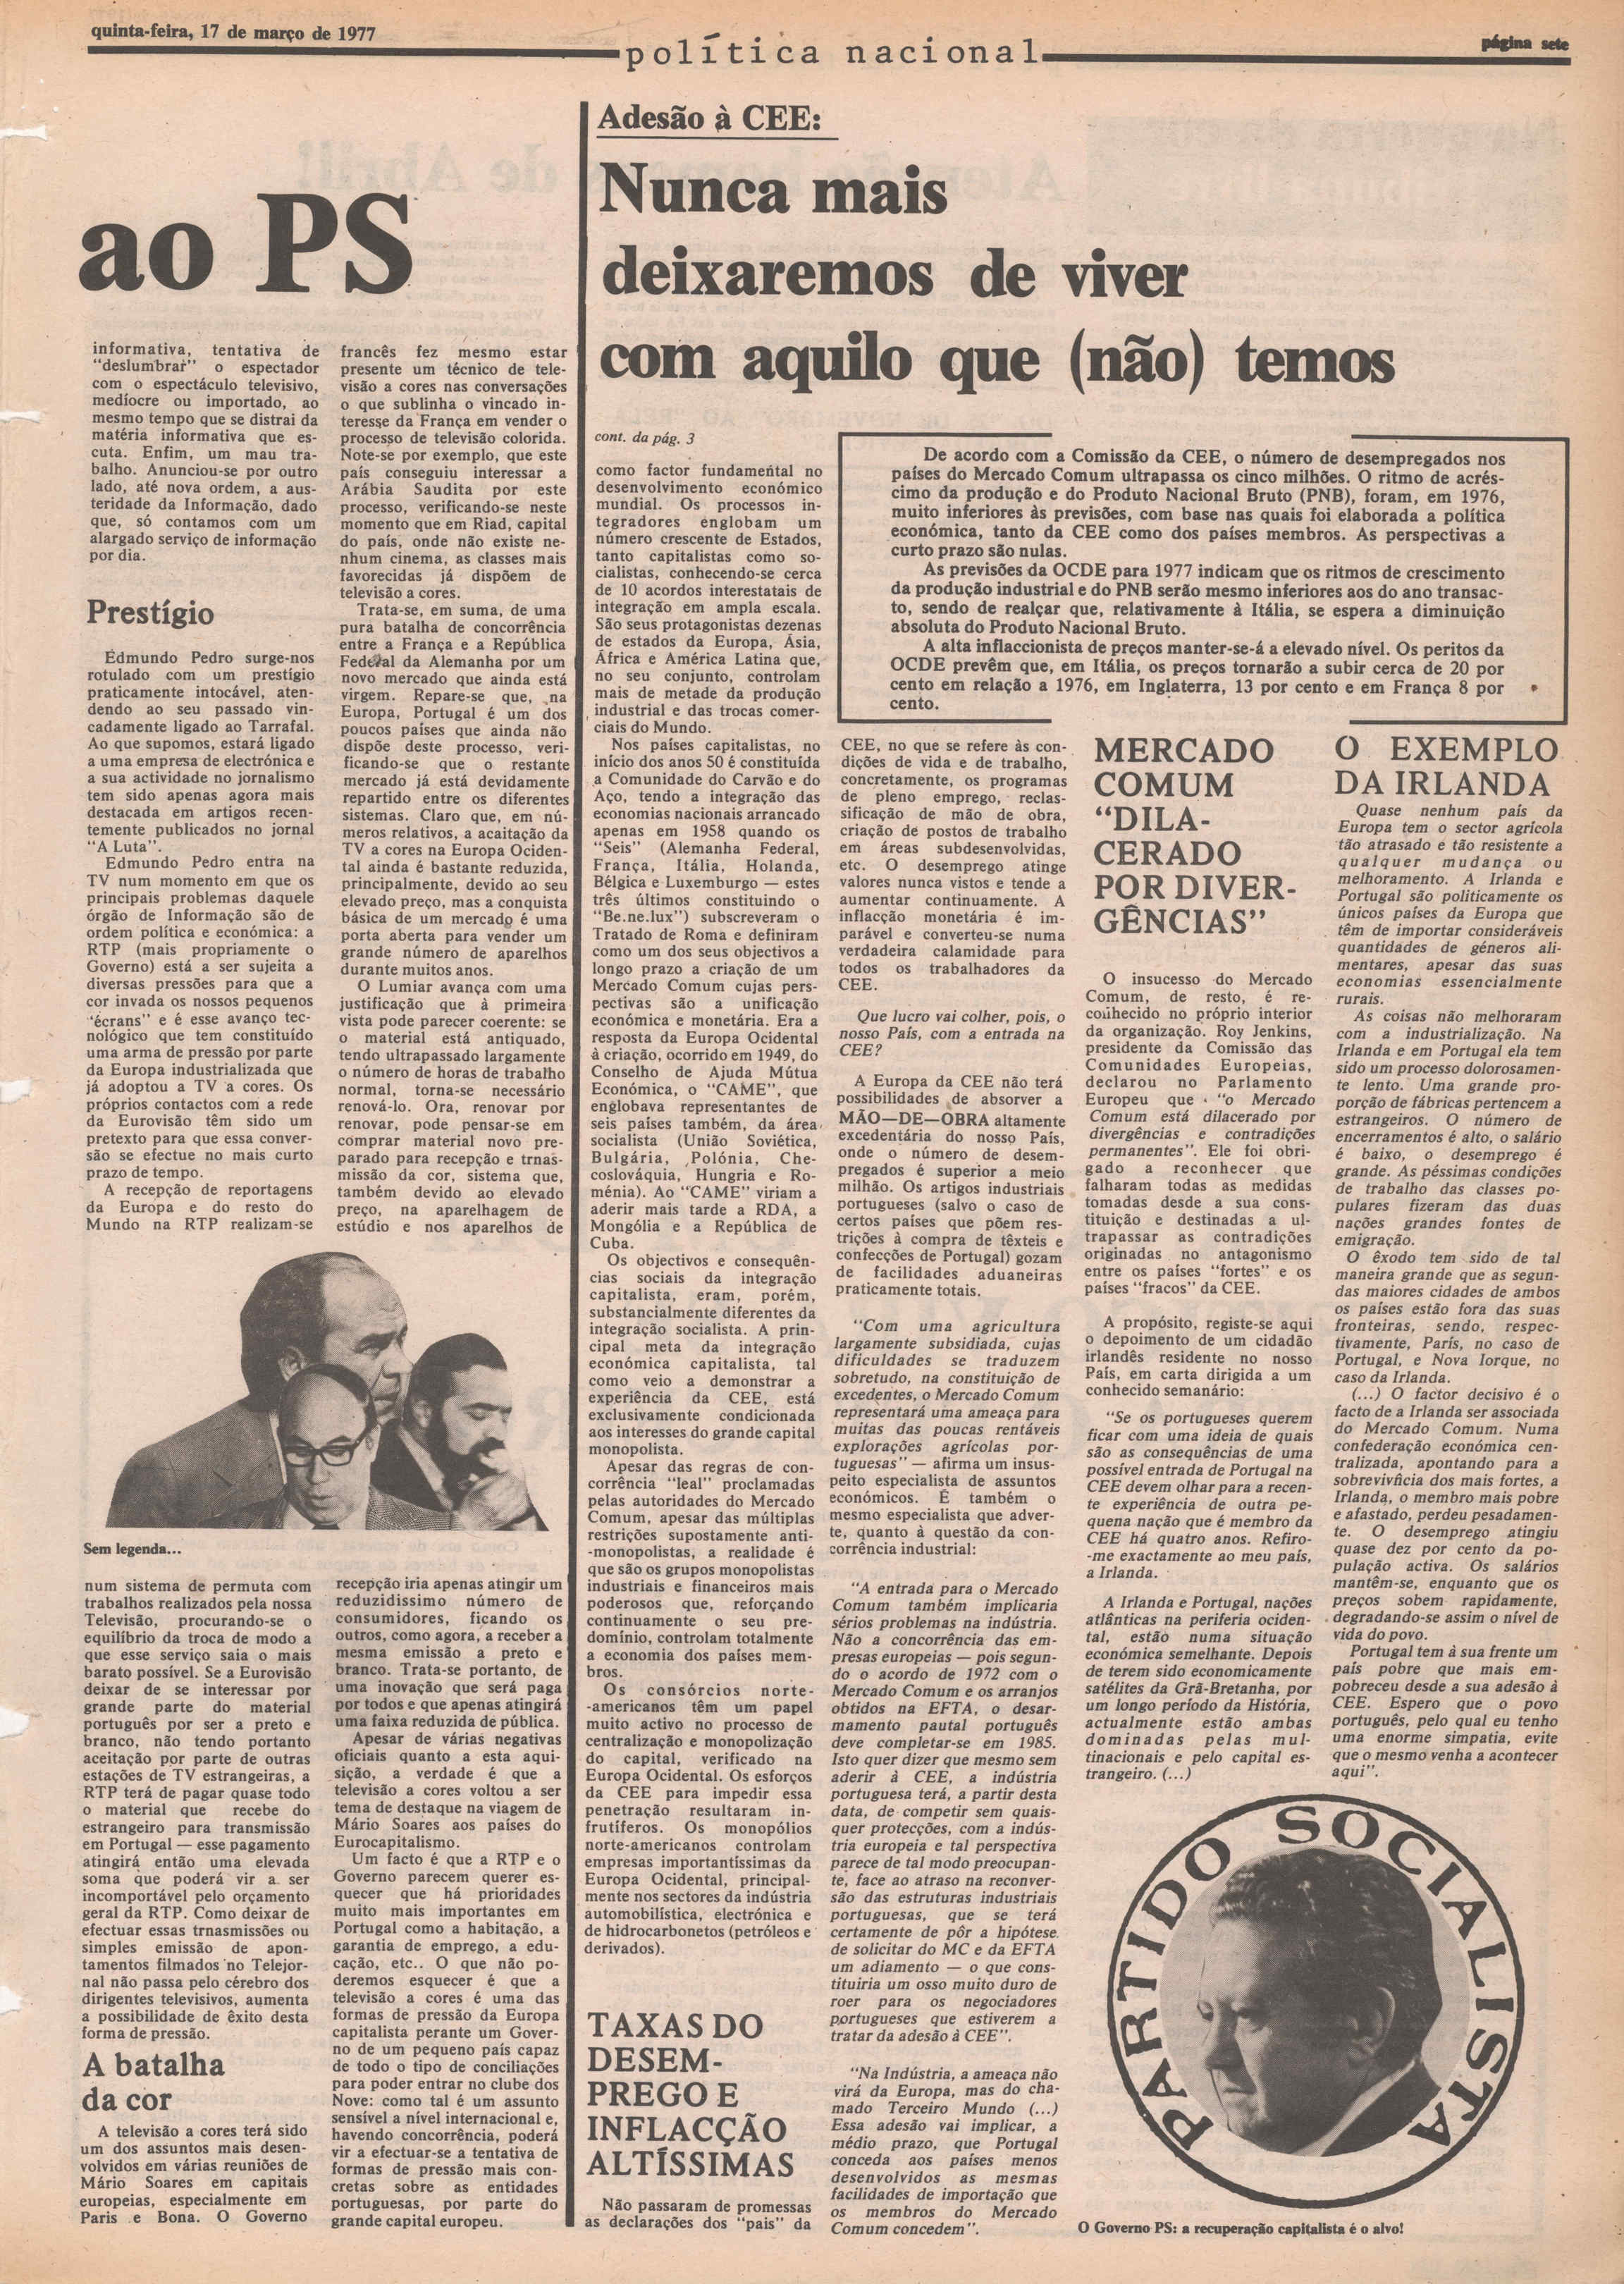 quinta-feira, 17 de março de 1977
política nacional
página sete
ao PS
informativa, tentativa de
"deslumbrar" o espectador
com o espectáculo televisivo,
medíocre ou importado, ao
mesmo tempo que se distrai da
matéria informativa que es-
cuta. Enfim, um mau tra-
balho. Anunciou-se por outro
lado, até nova ordem, a aus-
teridade da Informação, dado
que, só contamos com um
alargado serviço de informação
por dia.
Prestígio
Edmundo Pedro surge-nos
rotulado com um prestígio
praticamente intocável, aten-
dendo ao seu passado vin-
cadamente ligado ao Tarrafal.
Ao que supomos, estará ligado
a uma empresa de electrónica e
a sua actividade no jornalismo
tem sido apenas agora mais
destacada em artigos recen-
temente publicados no jornal
"A Luta".
Edmundo Pedro entra na
TV num momento em que os
principais problemas daquele
órgão de Informação são de
ordem política e económica: a
RTP (mais propriamente o
Governo) está a ser sujeita a
diversas pressões para que a
cor invada os nossos pequenos
"écrans" e é esse avanço tec-
nológico que tem constituído
uma arma de pressão por parte
da Europa industrializada que
já adoptou a TV a cores. Os
próprios contactos com a rede
da Eurovisão têm sido um
pretexto para que essa conver-
são se efectue no mais curto
prazo de tempo.
A recepção de reportagens
da Europa e do resto do
Mundo na RTP realizam-se
francês fez mesmo estar
presente um técnico de tele-
visão a cores nas conversações
o que sublinha o vincado in-
teresse da França em vender o
processo de televisão colorida.
Note-se por exemplo, que este
país conseguiu interessar a
Arábia Saudita por este
processo, verificando-se neste
momento que em Riad, capital
do país, onde não existe ne-
nhum cinema, as classes mais
favorecidas já dispõem de
televisão a cores.
Trata-se, em suma, de uma
pura batalha de concorrência
entre a França e a República
Federal da Alemanha por um
novo mercado que ainda está
virgem. Repare-se que, na
Europa, Portugal é um dos
poucos países que ainda não
dispõe deste processo, veri-
ficando-se que o restante
mercado já está devidamente
repartido entre os diferentes
sistemas. Claro que, em nú-
meros relativos, a acaitação da
TV a cores na Europa Ociden-
tal ainda é bastante reduzida,
principalmente, devido ao seu
elevado preço, mas a conquista
básica de um mercado é uma
porta aberta para vender um
grande número de aparelhos
durante muitos anos.
O Lumiar avança com uma
justificação que à primeira
vista pode parecer coerente: se
o material está antiquado,
tendo ultrapassado largamente
o número de horas de trabalho
normal, torna-se necessário
renová-lo. Ora, renovar por
renovar, pode pensar-se em
comprar material novo pre-
parado para recepção e trnas-
missão da cor, sistema que,
também devido ao elevado
preço, na aparelhagem de
estúdio e nos aparelhos de
Sem legenda...
num sistema de permuta com
trabalhos realizados pela nossa
Televisão, procurando-se o
equilíbrio da troca de modo a
que esse serviço saia o mais
barato possível. Se a Eurovisão
deixar de se interessar por
grande parte do material
português por ser a preto e
branco, não tendo portanto
aceitação por parte de outras
estações de TV estrangeiras, a
RTP terá de pagar quase todo
o material que recebe do
estrangeiro para transmissão
em Portugal — esse pagamento
atingirá então uma elevada
soma que poderá vir a ser
incomportável pelo orçamento
geral da RTP. Como deixar de
efectuar essas trnasmissões ou
simples emissão de apon-
tamentos filmados no Telejor-
nal não passa pelo cérebro dos
dirigentes televisivos, aumenta
a possibilidade de êxito desta
forma de pressão.
A batalha
da cor
A televisão a cores terá sido
um dos assuntos mais desen-
volvidos em várias reuniões de
Mário Soares em capitais
europeias, especialmente em
Paris e Bona. O Governo
recepção iria apenas atingir um
reduzidissimo número de
consumidores, ficando os
outros, como agora, a receber a
mesma emissão a preto e
branco. Trata-se portanto, de
uma inovação que será paga
por todos e que apenas atingirá
uma faixa reduzida de pública.
Apesar de várias negativas
oficiais quanto a esta aqui-
sição, a verdade é que a
televisão a cores voltou a ser
tema de destaque na viagem de
Mário Soares aos países do
Eurocapitalismo.
Um facto é que a RTP e o
Governo parecem querer es-
quecer que há prioridades
muito mais importantes em
Portugal como a habitação, a
garantia de emprego, a edu-
cação, etc.. O que não po-
deremos esquecer é que a
televisão a cores é uma das
formas de pressão da Europa
capitalista perante um Gover-
no de um pequeno país capaz
de todo o tipo de conciliações
para poder entrar no clube dos
Nove: como tal é um assunto
sensível a nível internacional e,
havendo concorrência, poderá
vir a efectuar-se a tentativa de
formas de pressão mais con-
cretas sobre as entidades
portuguesas, por parte do
grande capital europeu.
Adesão à CEE:
Nunca mais
deixaremos de viver
com aquilo que (não) temos
cont. da pág. 3
como factor fundamental no
desenvolvimento económico
mundial. Os processos in-
tegradores englobam um
número crescente de Estados,
tanto capitalistas como so-
cialistas, conhecendo-se cerca
de 10 acordos interestatais de
integração em ampla escala.
São seus protagonistas dezenas
de estados da Europa, Ásia,
África e América Latina que,
no seu conjunto, controlam
mais de metade da produção
industrial e das trocas comer-
ciais do Mundo.
Nos países capitalistas, no
início dos anos 50 é constituída
a Comunidade do Carvão e do
Aço, tendo a integração das
economias nacionais arrancado
apenas em 1958 quando os
"Seis" (Alemanha Federal,
França, Itália, Holanda,
Bélgica e Luxemburgo — estes
três últimos constituindo o
"Be.ne.lux") subscreveram o
Tratado de Roma e definiram
como um dos seus objectivos a
longo prazo a criação de um
Mercado Comum cujas pers-
pectivas são a unificação
económica e monetária. Era a
resposta da Europa Ocidental
à criação, ocorrido em 1949, do
Conselho de Ajuda Mútua
Económica, o "CAME", que
englobava representantes de
seis países também, da área
socialista (União Soviética,
Bulgária, Polónia, Che-
coslováquia, Hungria e Ro-
ménia). Ao "CAME" viriam a
aderir mais tarde a RDA, a
Mongólia e a República de
Cuba.
Os objectivos e consequên-
cias sociais da integração
capitalista, eram, porém,
substancialmente diferentes da
integração socialista. A prin-
cipal meta da integração
económica capitalista, tal
como veio a demonstrar a
experiência da CEE, está
exclusivamente condicionada
aos interesses do grande capital
monopolista.
Apesar das regras de con-
corrência "leal" proclamadas
pelas autoridades do Mercado
Comum, apesar das múltiplas
restrições supostamente anti-
-monopolistas, a realidade é
que são os grupos monopolistas
industriais e financeiros mais
poderosos que, reforçando
continuamente o seu pre-
domínio, controlam totalmente
a economia dos países mem-
bros.
Os consórcios norte-
-americanos têm um papel
muito activo no processo de
centralização e monopolização
do capital, verificado na
Europa Ocidental. Os esforços
da CEE para impedir essa
penetração resultaram in-
frutíferos. Os monopólios
norte-americanos controlam
empresas importantíssimas da
Europa Ocidental, principal-
mente nos sectores da indústria
automobilística, electrónica e
de hidrocarbonetos (petróleos e
derivados).
TAXAS DO
DESEM-
PREGO E
INFLACÇÃO
ALTÍSSIMAS
Não passaram de promessas
as declarações dos "pais" da
De acordo com a Comissão da CEE, o número de desempregados nos
países do Mercado Comum ultrapassa os cinco milhões. O ritmo de acrés-
cimo da produção e do Produto Nacional Bruto (PNB), foram, em 1976,
muito inferiores às previsões, com base nas quais foi elaborada a política
económica, tanto da CEE como dos países membros. As perspectivas a
curto prazo são nulas.
As previsões da OCDE para 1977 indicam que os ritmos de crescimento
da produção industrial e do PNB serão mesmo inferiores aos do ano transac-
to, sendo de realçar que, relativamente à Itália, se espera a diminuição
absoluta do Produto Nacional Bruto.
A alta inflaccionista de preços manter-se-á a elevado nível. Os peritos da
OCDE prevêm que, em Itália, os preços tornarão a subir cerca de 20 por
cento em relação a 1976, em Inglaterra, 13 por cento e em França 8 por
cento.
CEE, no que se refere às con-
dições de vida e de trabalho,
concretamente, os programas
de pleno emprego, reclas-
sificação de mão de obra,
criação de postos de trabalho
em áreas subdesenvolvidas,
etc. O desemprego atinge
valores nunca vistos e tende a
aumentar continuamente. A
inflacção monetária é im-
parável e converteu-se numa
verdadeira calamidade para
todos os trabalhadores da
CEE.
Que lucro vai colher, pois, o
nosso País, com a entrada na
CEE?
A Europa da CEE não terá
possibilidades de absorver a
MÃO—DE—OBRA altamente
excedentária do nosso País,
onde o número de desem-
pregados é superior a meio
milhão. Os artigos industriais
portugueses (salvo o caso de
certos países que põem res-
trições à compra de têxteis e
confecções de Portugal) gozam
de facilidades aduaneiras
praticamente totais.
"Com uma agricultura
largamente subsidiada, cujas
dificuldades se traduzem
sobretudo, na constituição de
excedentes, o Mercado Comum
representará uma ameaça para
muitas das poucas rentáveis
explorações agrícolas por-
tuguesas" — afirma um insus-
peito especialista de assuntos
económicos. É também o
mesmo especialista que adver-
te, quanto à questão da con-
corrência industrial:
"A entrada para o Mercado
Comum também implicaria
sérios problemas na indústria.
Não a concorrência das em-
presas europeias — pois segun-
do o acordo de 1972 com o
Mercado Comum e os arranjos
obtidos na EFTA, o desar-
mamento pautal português
deve completar-se em 1985.
Isto quer dizer que mesmo sem
aderir à CEE, a indústria
portuguesa terá, a partir desta
data, de competir sem quais-
quer protecções, com a indús-
tria europeia e tal perspectiva
parece de tal modo preocupan-
te, face ao atraso na reconver-
são das estruturas industriais
portuguesas, que se terá
certamente de pôr a hipótese
de solicitar do MC e da EFTA
um adiamento — o que cons-
tituiria um osso muito duro de
roer para os negociadores
portugueses que estiverem a
tratar da adesão à CEE".
"Na Indústria, a ameaça não
virá da Europa, mas do cha-
mado Terceiro Mundo (...)
Essa adesão vai implicar, a
médio prazo, que Portugal
conceda aos países menos
desenvolvidos as mesmas
facilidades de importação que
os membros do Mercado
Comum concedem".
MERCADO
COMUM
"DILA-
CERADO
POR DIVER-
GÊNCIAS"
O insucesso do Mercado
Comum, de resto, é re-
conhecido no próprio interior
da organização. Roy Jenkins,
presidente da Comissão das
Comunidades Europeias,
declarou no Parlamento
Europeu que "o Mercado
Comum está dilacerado por
divergências e contradições
permanentes". Ele foi obri-
gado a reconhecer que
falharam todas as medidas
tomadas desde a sua cons-
tituição e destinadas a ul-
trapassar as contradições
originadas no antagonismo
entre os países "fortes" e os
países "fracos" da CEE.
A propósito, registe-se aqui
o depoimento de um cidadão
irlandês residente no nosso
País, em carta dirigida a um
conhecido semanário:
"Se os portugueses querem
ficar com uma ideia de quais
são as consequências de uma
possível entrada de Portugal na
CEE devem olhar para a recen-
te experiência de outra pe-
quena nação que é membro da
CEE há quatro anos. Refiro-
-me exactamente ao meu país,
a Irlanda.
A Irlanda e Portugal, nações
atlânticas na periferia ociden-
tal, estão numa situação
económica semelhante. Depois
de terem sido economicamente
satélites da Grã-Bretanha, por
um longo período da História,
actualmente estão ambas
dominadas pelas mul-
tinacionais e pelo capital es-
trangeiro. (...)
O EXEMPLO
DA IRLANDA
Quase nenhum país da
Europa tem o sector agrícola
tão atrasado e tão resistente a
qualquer mudança ou
melhoramento. A Irlanda e
Portugal são politicamente os
únicos países da Europa que
têm de importar consideráveis
quantidades de géneros ali-
mentares, apesar das suas
economias essencialmente
rurais.
As coisas não melhoraram
com a industrialização. Na
Irlanda e em Portugal ela tem
sido um processo dolorosamen-
te lento. Uma grande pro-
porção de fábricas pertencem a
estrangeiros. O número de
encerramentos é alto, o salário
é baixo, o desemprego é
grande. As péssimas condições
de trabalho das classes po-
pulares fizeram das duas
nações grandes fontes de
emigração.
O êxodo tem sido de tal
maneira grande que as segun-
das maiores cidades de ambos
os países estão fora das suas
fronteiras, sendo, respec-
tivamente, París, no caso de
Portugal, e Nova Iorque, no
caso da Irlanda.
(...) O factor decisivo é o
facto de a Irlanda ser associada
do Mercado Comum. Numa
confederação económica cen-
tralizada, apontando para a
sobrevivñcia dos mais fortes, a
Irlanda, o membro mais pobre
e afastado, perdeu pesadamen-
te. O desemprego atingiu
quase dez por cento da po-
pulação activa. Os salários
mantêm-se, enquanto que os
preços sobem rapidamente,
degradando-se assim o nível de
vida do povo.
Portugal tem à sua frente um
país pobre que mais em-
pobreceu desde a sua adesão à
CEE. Espero que o povo
português, pelo qual eu tenho
uma enorme simpatia, evite
que o mesmo venha a acontecer
aqui".
PARTIDO SOCIALISTA
O Governo PS: a recuperação capitalista é o alvo!